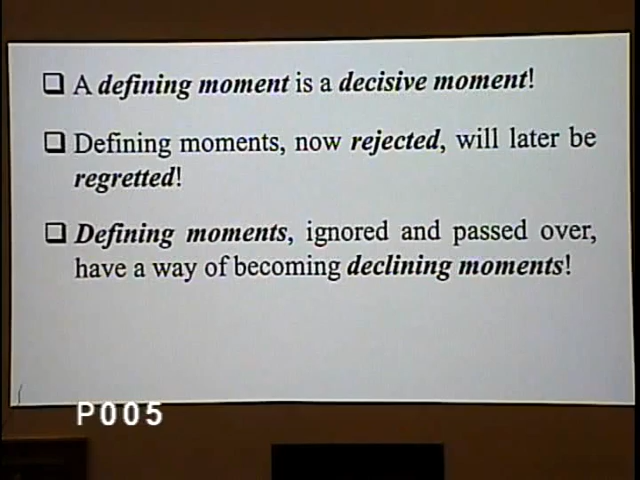 ❑ A defining moment is a decisive moment!
❑ Defining moments, now rejected, will later be
regretted!
❑ Defining moments, ignored and passed over,
have a way of becoming declining moments!
P005